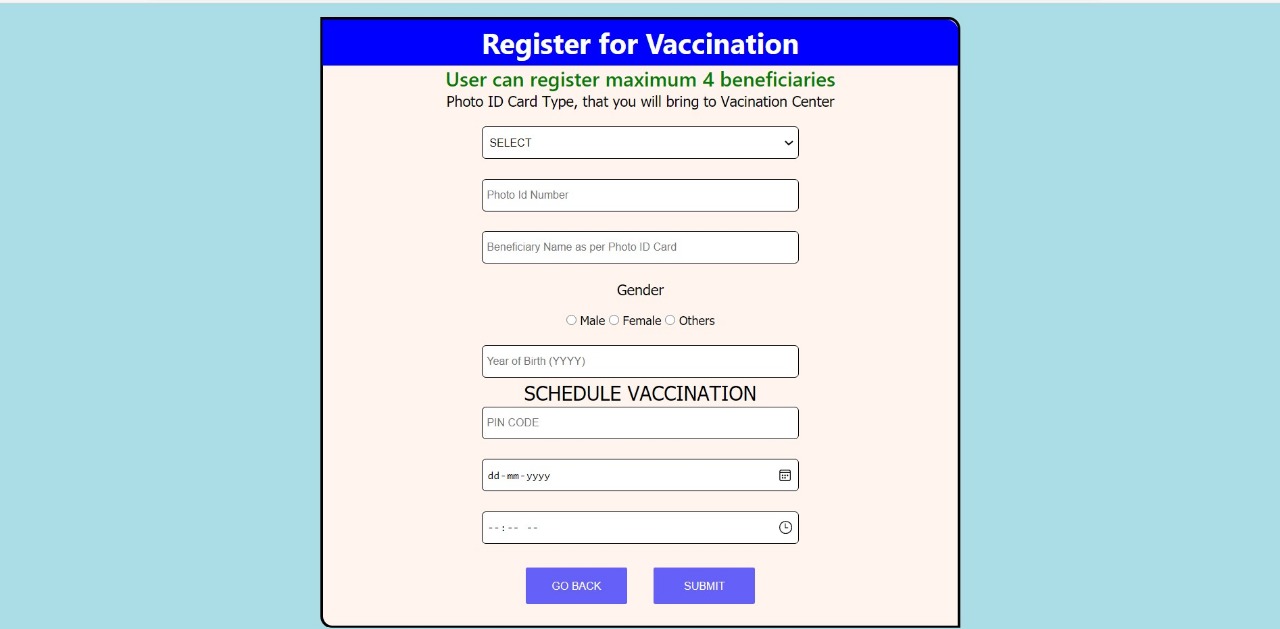 Register for Vaccination
User can register maximum 4 beneficiaries
Photo ID Card Type, that you will bring to Vacination Center
SELECT
Photo Id Number
Beneficiary Name as per Photo ID Card
Gender
Male Female Others
Year of Birth (YYYY)
SCHEDULE VACCINATION
PIN CODE
dd-mm-yyyy
--:-- --
GO BACK SUBMIT